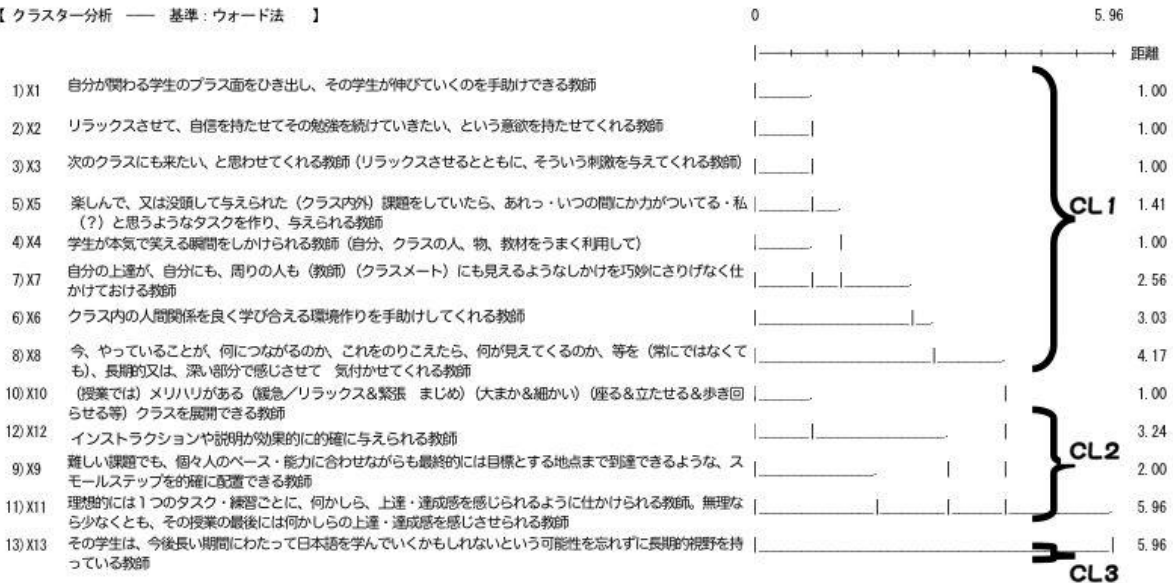 【 クラスター分析 ―― 基準：ウォード法 】
0 5.96
距離
1) X1 自分が関わる学生のプラス面をひき出し、その学生が伸びていくのを手助けできる教師 1.00
2) X2 リラックスさせて、自信を持たせてその勉強を続けていきたい、という意欲を持たせてくれる教師 1.00
3) X3 次のクラスにも来たい、と思わせてくれる教師（リラックスさせるとともに、そういう刺激を与えてくれる教師） 1.00
5) X5 楽しんで、又は没頭して与えられた（クラス内外）課題をしていたら、あれっ・いつの間にか力がついてる・私 CL1 1.41
（？）と思うようなタスクを作り、与えられる教師
4) X4 学生が本気で笑える瞬間をしかけられる教師（自分、クラスの人、物、教材をうまく利用して） 1.00
7) X7 自分の上達が、自分にも、周りの人も（教師）（クラスメート）にも見えるようなしかけを巧妙にさりげなく仕 2.56
かけておける教師
6) X6 クラス内の人間関係を良く学び合える環境作りを手助けしてくれる教師 3.03
8) X8 今、やっていることが、何につながるのか、これをのりこえたら、何が見えてくるのか、等を（常にではなくて 4.17
も）、長期的又は、深い部分で感じさせて 気付かせてくれる教師
10) X10 （授業では）メリハリがある（緩急／リラックス＆緊張 まじめ）（大まか＆細かい）（座る＆立たせる＆歩き回 1.00
らせる等）クラスを展開できる教師
12) X12 インストラクションや説明が効果的に的確に与えられる教師 3.24
CL2
9) X9 難しい課題でも、個々人のペース・能力に合わせながらも最終的には目標とする地点まで到達できるような、ス 2.00
モールステップを的確に配置できる教師
11) X11 理想的には１つのタスク・練習ごとに、何かしら、上達・達成感を感じられるように仕かけられる教師。無理な 5.96
ら少なくとも、その授業の最後には何かしらの上達・達成感を感じさせられる教師
13) X13 その学生は、今後長い期間にわたって日本語を学んでいくかもしれないという可能性を忘れずに長期的視野を持 5.96
っている教師
CL3